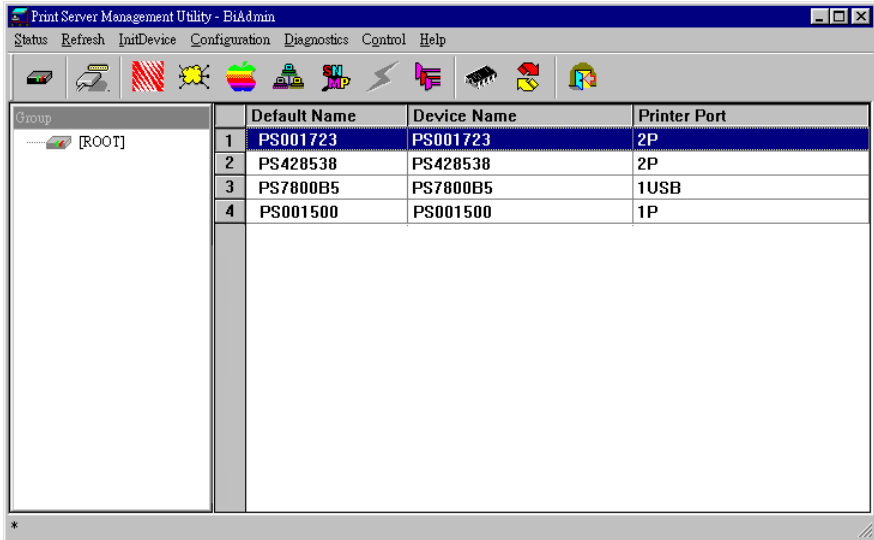 Print Server Management Utility - BiAdmin
Status Refresh InitDevice Configuration Diagnostics Control Help
SNMP
Group
[ROOT]
Default Name Device Name Printer Port
1 PS001723 PS001723 2P
2 PS428538 PS428538 2P
3 PS7800B5 PS7800B5 1USB
4 PS001500 PS001500 1P
*